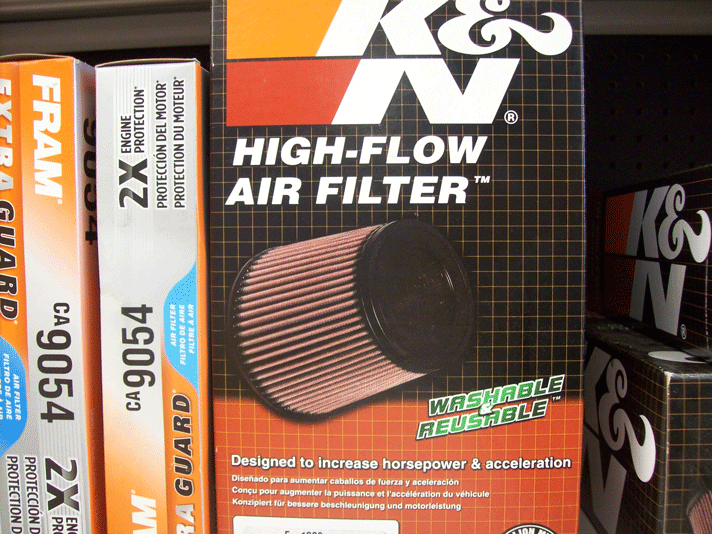 EXTRA GUARD®
AIR FILTER
FILTRO DE AIRE
FRAM®
CA9054
2X
9054
2X ENGINE
PROTECTION*
PROTECCIÓN DEL MOTOR*
PROTECTION DU MOTEUR*
CA9054
AIR FILTER
FILTRO DE AIRE
FILTRE À AIR
K&N®
HIGH-FLOW
AIR FILTER™
WASHABLE
&
REUSABLE™
Designed to increase horsepower & acceleration
Diseñado para aumentar caballos de fuerza y aceleración
Conçu pour augmenter la puissance et l'accélération du véhicule
Konzipiert für bessere beschleunigung und motorleistung
K&N®
K&N